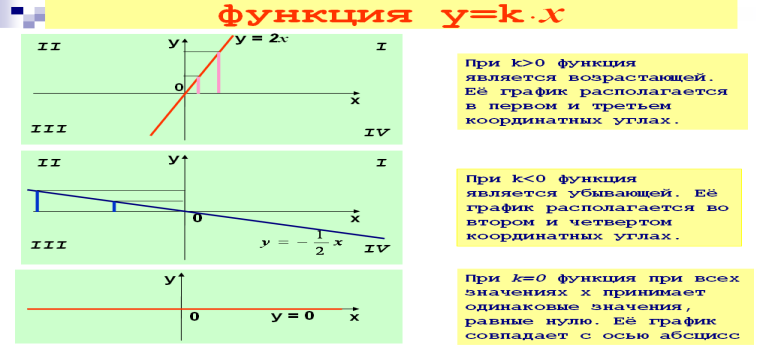 функция y=k·x
II
y
y = 2x
I
0
x
III
IV
При k>0 функция
является возрастающей.
Её график располагается
в первом и третьем
координатных углах.
II
y
I
0
x
III
y = − 1/2 x
IV
При k<0 функция
является убывающей. Её
график располагается во
втором и четвертом
координатных углах.
y
0
y = 0
x
При k=0 функция при всех
значениях х принимает
одинаковые значения,
равные нулю. Её график
совпадает с осью абсцисс